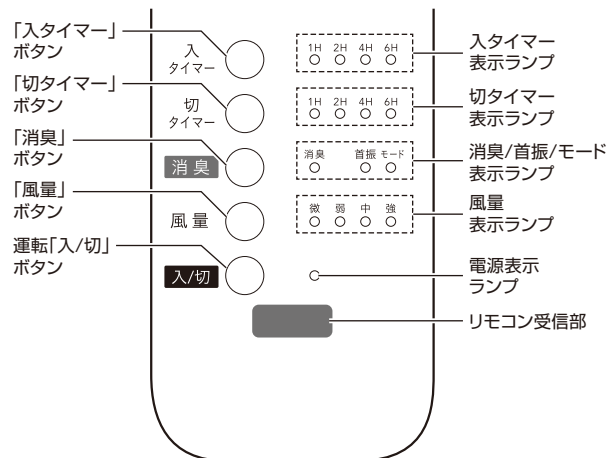 「入タイマー」
ボタン
入
タイマー
1H 2H 4H 6H
入タイマー
表示ランプ
「切タイマー」
ボタン
切
タイマー
1H 2H 4H 6H
切タイマー
表示ランプ
「消臭」
ボタン
消臭
消臭 首振 モード
消臭/首振/モード
表示ランプ
「風量」
ボタン
風量
微 弱 中 強
風量
表示ランプ
運転「入/切」
ボタン
入/切
電源表示
ランプ
リモコン受信部